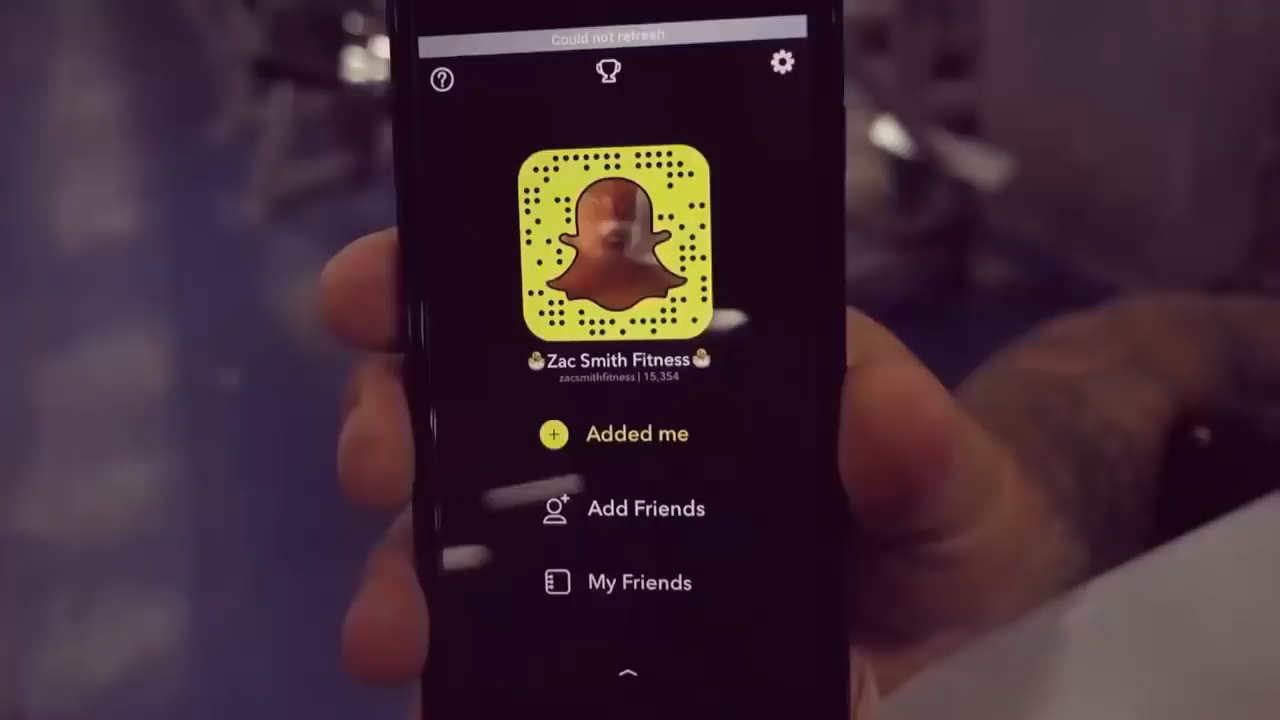 Could not refresh
🐣Zac Smith Fitness🐣
zacsmithfitness | 15,354
Added me
Add Friends
My Friends